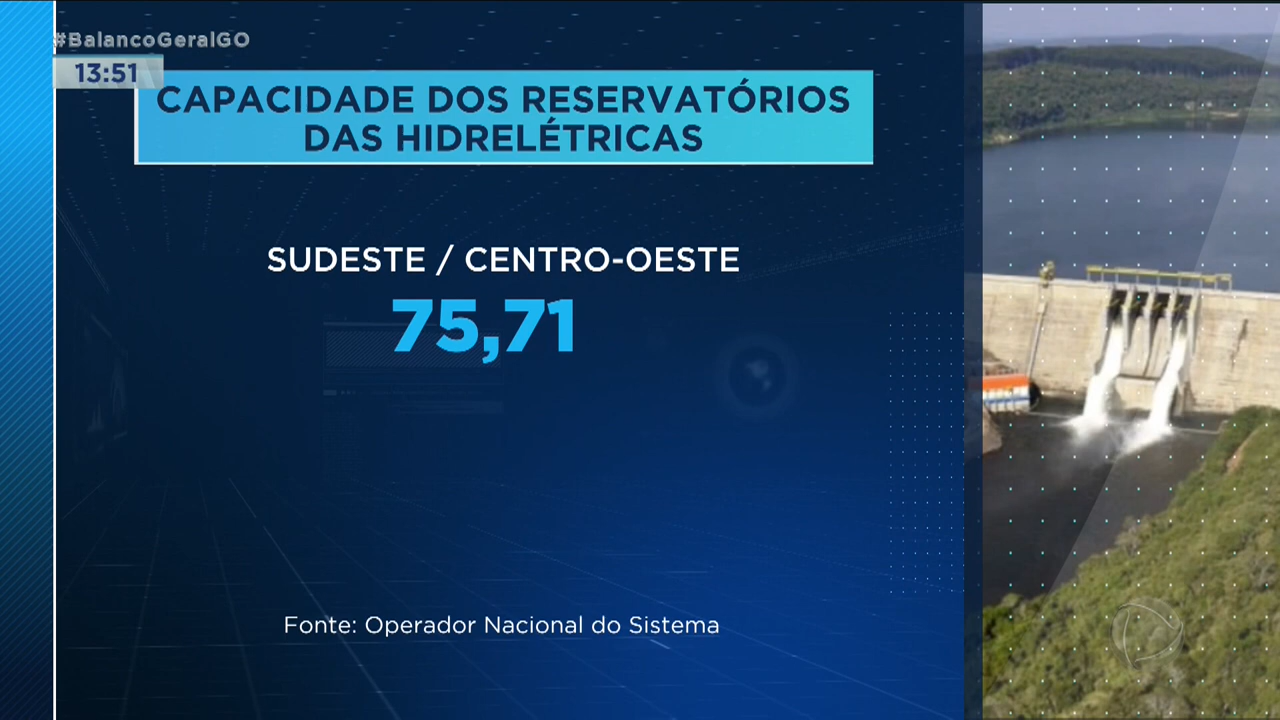 #BalancoGeralGO
13:51
CAPACIDADE DOS RESERVATÓRIOS
DAS HIDRELÉTRICAS
SUDESTE / CENTRO-OESTE
75,71
Fonte: Operador Nacional do Sistema